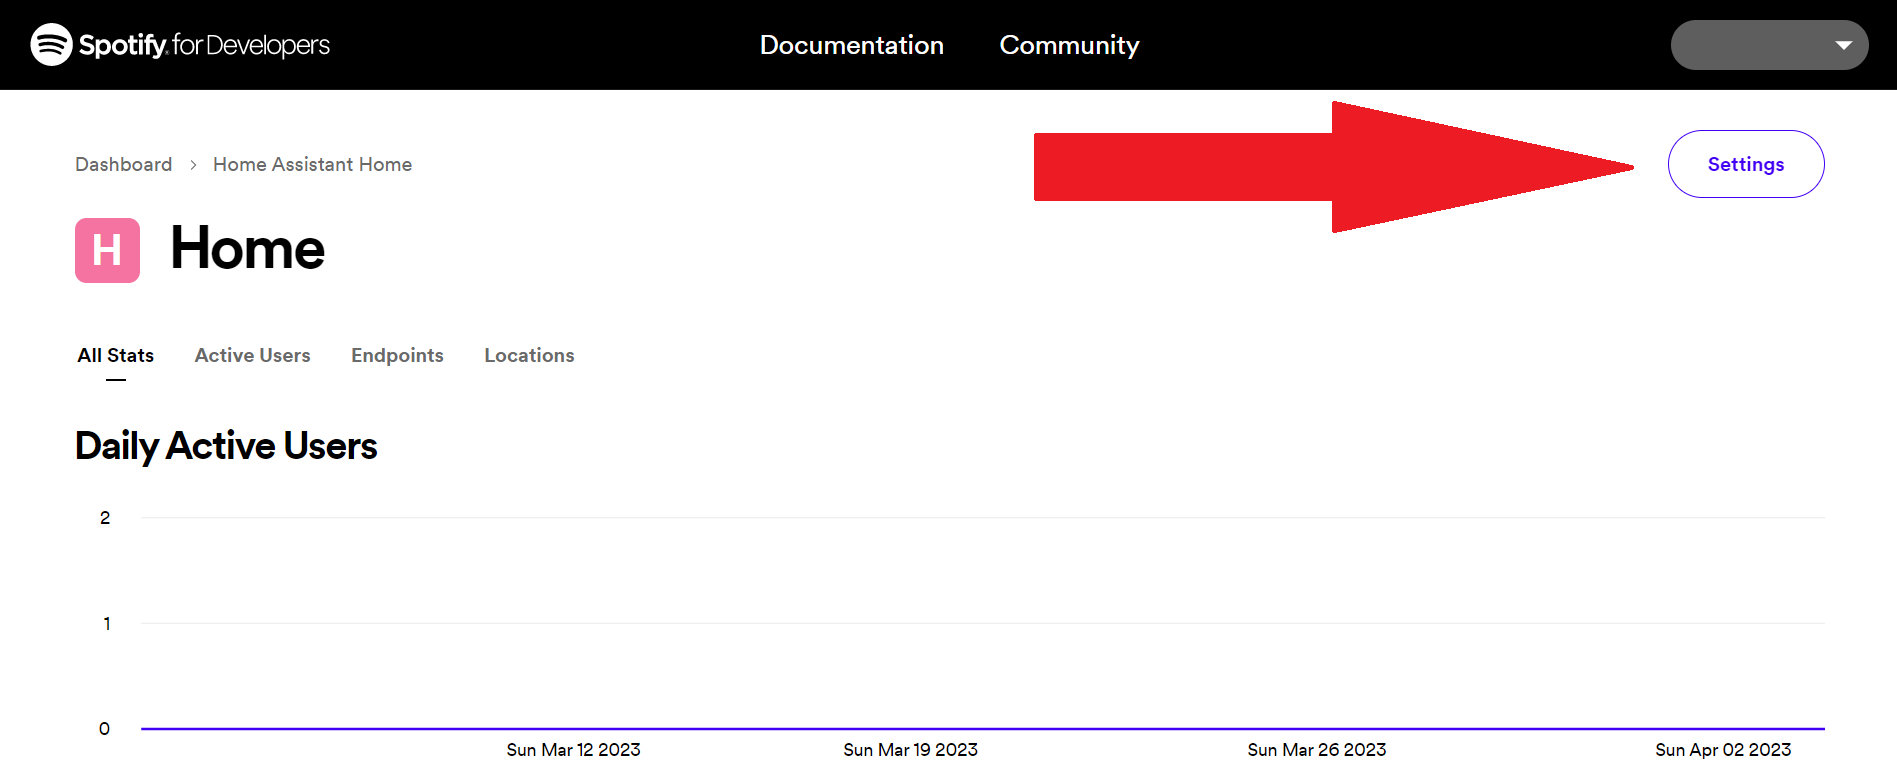 Spotify for Developers
Documentation
Community
Dashboard > Home Assistant Home
Settings
H
Home
All Stats
Active Users
Endpoints
Locations
Daily Active Users
2
1
0
Sun Mar 12 2023
Sun Mar 19 2023
Sun Mar 26 2023
Sun Apr 02 2023